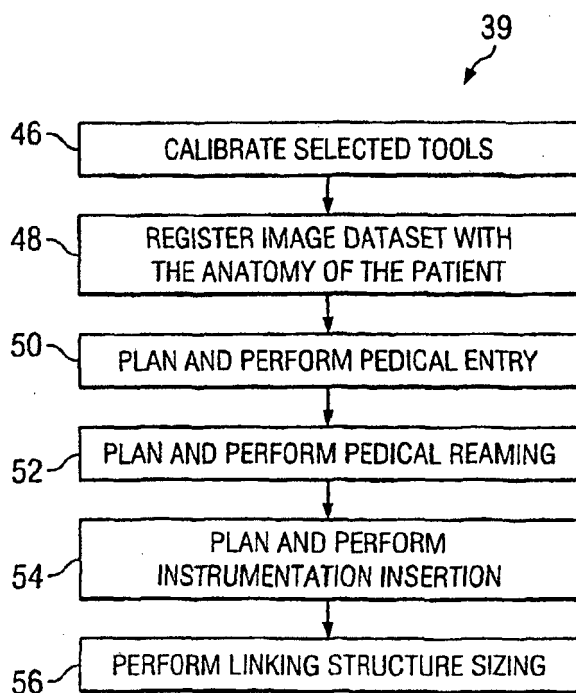 39
46
CALIBRATE SELECTED TOOLS
48
REGISTER IMAGE DATASET WITH
THE ANATOMY OF THE PATIENT
50
PLAN AND PERFORM PEDICAL ENTRY
52
PLAN AND PERFORM PEDICAL REAMING
54
PLAN AND PERFORM
INSTRUMENTATION INSERTION
56
PERFORM LINKING STRUCTURE SIZING